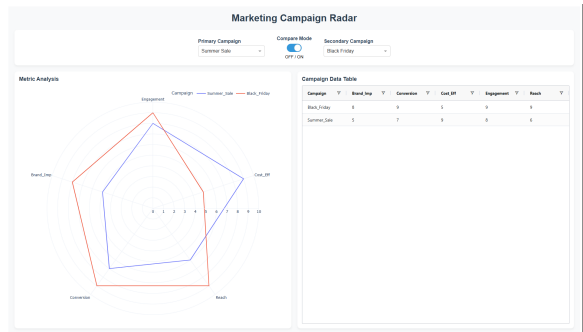 Marketing Campaign Radar
Primary Campaign
Summer Sale
Compare Mode
OFF / ON
Secondary Campaign
Black Friday
Metric Analysis
Campaign Summer_Sale Black_Friday
Engagement
Brand_Imp
Cost_Eff
0 1 2 3 4 5 6 7 8 9 10
Conversion
Reach
Campaign Data Table
Campaign Brand_Imp Conversion Cost_Eff Engagement Reach
Black_Friday 8 9 5 9 9
Summer_Sale 5 7 9 8 6